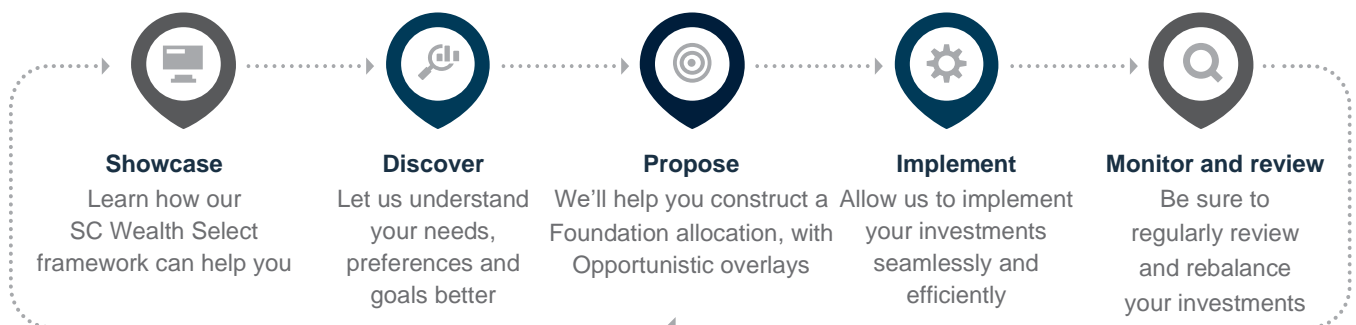 Showcase
Learn how our
SC Wealth Select
framework can help you
Discover
Let us understand
your needs,
preferences and
goals better
Propose
We’ll help you construct a
Foundation allocation, with
Opportunistic overlays
Implement
Allow us to implement
your investments
seamlessly and
efficiently
Monitor and review
Be sure to
regularly review
and rebalance
your investments